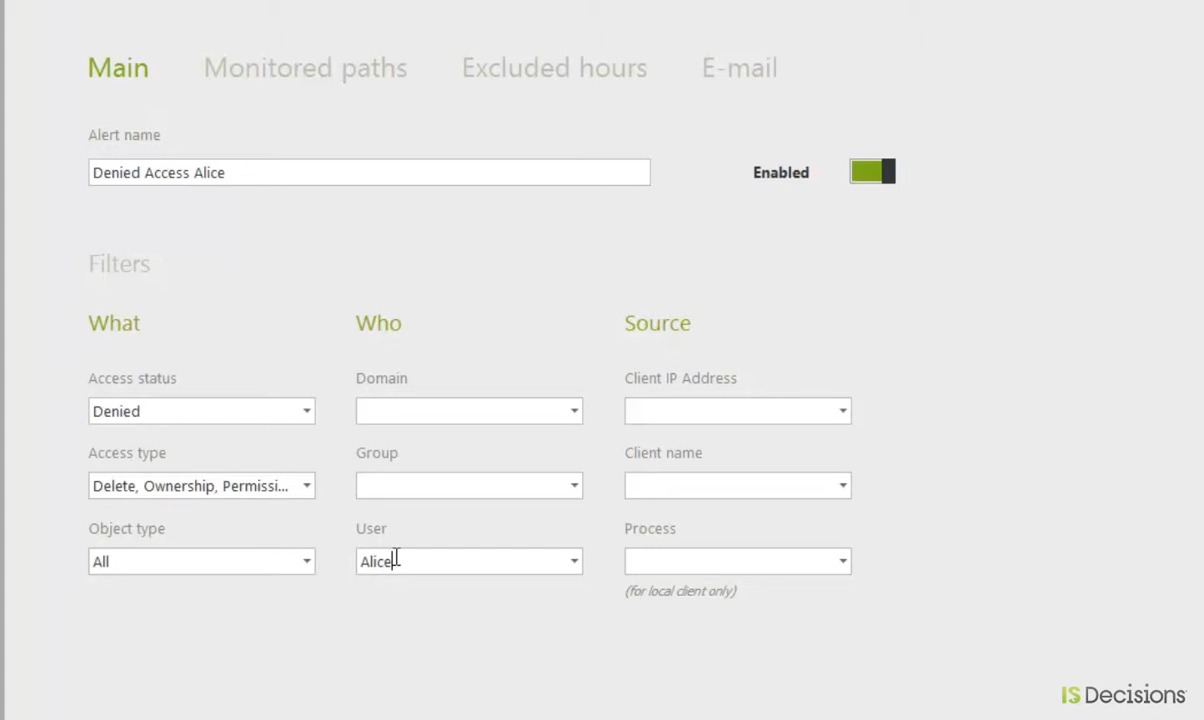 Main Monitored paths Excluded hours E-mail
Alert name
Denied Access Alice Enabled
Filters
What Who Source
Access status Domain Client IP Address
Denied
Access type Group Client name
Delete, Ownership, Permissi...
Object type User Process
All Alice
(for local client only)
IS Decisions